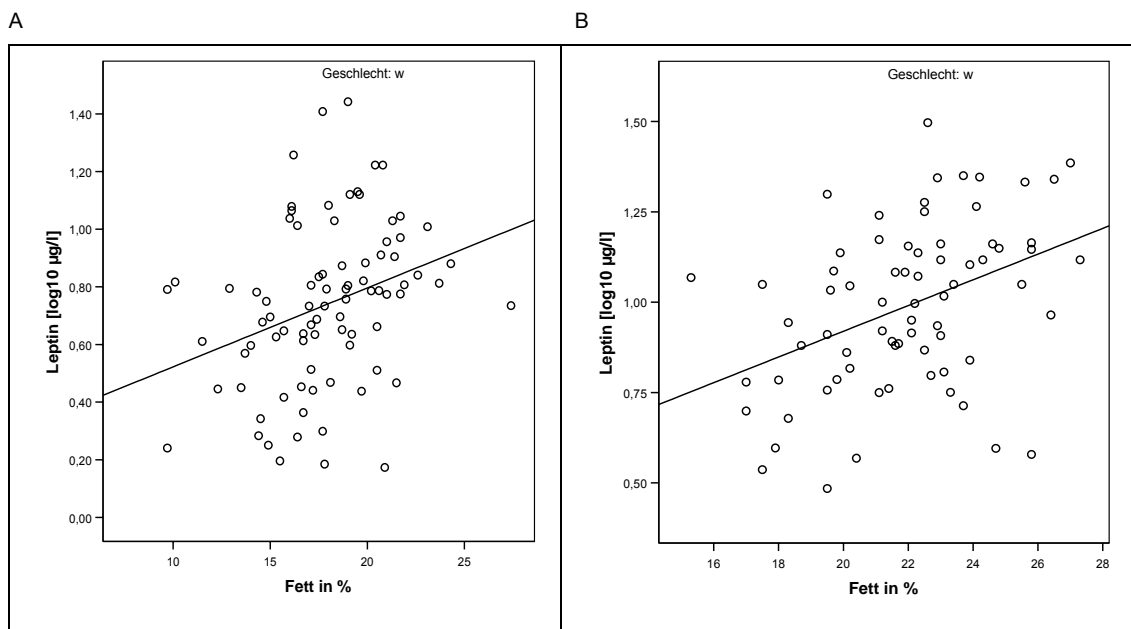 A
B
Geschlecht: w
Leptin [log10 µg/l]
1,40
1,20
1,00
0,80
0,60
0,40
0,20
0,00
10 15 20 25
Fett in %
Geschlecht: w
Leptin [log10 µg/l]
1,50
1,25
1,00
0,75
0,50
16 18 20 22 24 26 28
Fett in %